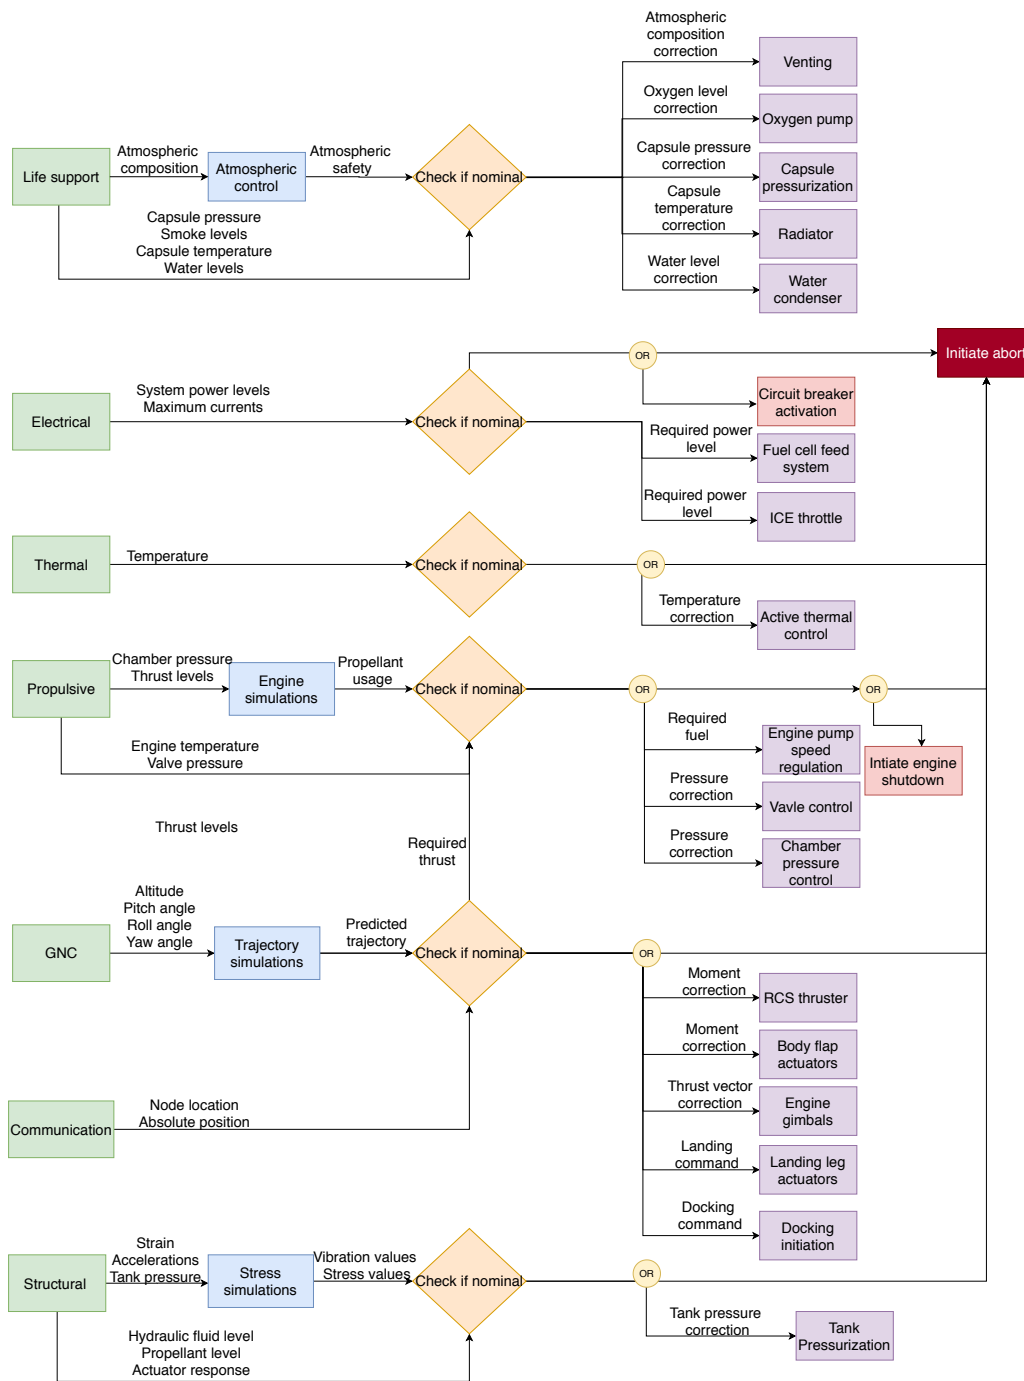 Atmospheric
composition
correction
Venting
Oxygen level
correction
Oxygen pump
Life support
Atmospheric
composition
Atmospheric
control
Atmospheric
safety
Check if nominal
Capsule pressure
correction
Capsule
pressurization
Capsule
temperature
correction
Radiator
Capsule pressure
Smoke levels
Capsule temperature
Water levels
Water level
correction
Water
condenser
OR
Initiate abort
Electrical
System power levels
Maximum currents
Check if nominal
Circuit breaker
activation
Required power
level
Fuel cell feed
system
Required power
level
ICE throttle
Thermal
Temperature
Check if nominal
OR
Temperature
correction
Active thermal
control
Propulsive
Chamber pressure
Thrust levels
Engine
simulations
Propellant
usage
Check if nominal
OR
OR
Required
fuel
Engine pump
speed
regulation
Intiate engine
shutdown
Engine temperature
Valve pressure
Pressure
correction
Vavle control
Thrust levels
Required
thrust
Pressure
correction
Chamber
pressure
control
GNC
Altitude
Pitch angle
Roll angle
Yaw angle
Trajectory
simulations
Predicted
trajectory
Check if nominal
OR
Moment
correction
RCS thruster
Moment
correction
Body flap
actuators
Thrust vector
correction
Engine
gimbals
Communication
Node location
Absolute position
Landing
command
Landing leg
actuators
Docking
command
Docking
initiation
Structural
Strain
Accelerations
Tank pressure
Stress
simulations
Vibration values
Stress values
Check if nominal
OR
Tank pressure
correction
Tank
Pressurization
Hydraulic fluid level
Propellant level
Actuator response